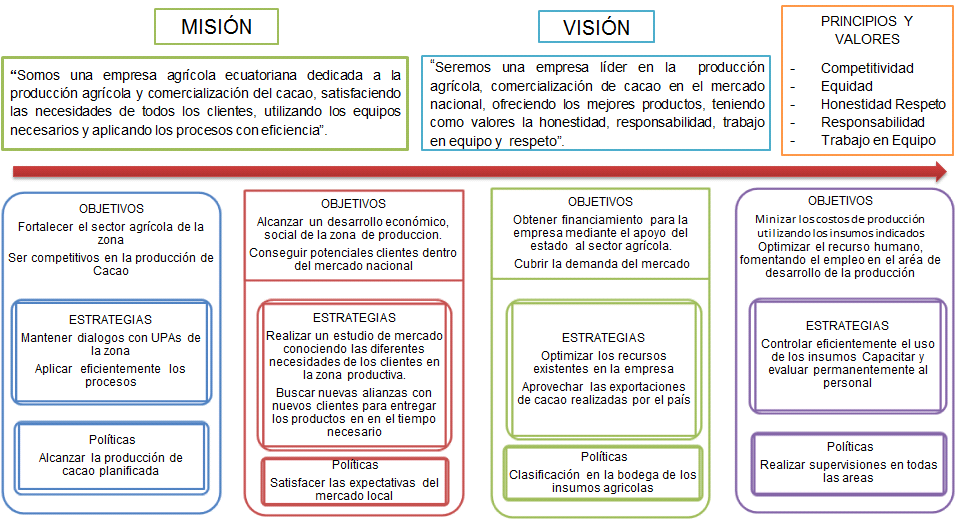 MISIÓN
“Somos una empresa agrícola ecuatoriana dedicada a la
producción agrícola y comercialización del cacao, satisfaciendo
las necesidades de todos los clientes, utilizando los equipos
necesarios y aplicando los procesos con eficiencia”.
VISIÓN
“Seremos una empresa líder en la producción
agrícola, comercialización de cacao en el mercado
nacional, ofreciendo los mejores productos, teniendo
como valores la honestidad, responsabilidad, trabajo
en equipo y respeto”.
PRINCIPIOS Y
VALORES
- Competitividad
- Equidad
- Honestidad Respeto
- Responsabilidad
- Trabajo en Equipo
OBJETIVOS
Fortalecer el sector agrícola de la
zona
Ser competitivos en la producción de
Cacao
ESTRATEGIAS
Mantener dialogos con UPAs de
la zona
Aplicar eficientemente los
procesos
Políticas
Alcanzar la producción de
cacao planificada
OBJETIVOS
Alcanzar un desarrollo económico,
social de la zona de produccion.
Conseguir potenciales clientes dentro
del mercado nacional
ESTRATEGIAS
Realizar un estudio de mercado
conociendo las diferentes
necesidades de los clientes en
la zona productiva.
Buscar nuevas alianzas con
nuevos clientes para entregar
los productos en en el tiempo
necesario
Políticas
Satisfacer las expectativas del
mercado local
OBJETIVOS
Obtener financiamiento para la
empresa mediante el apoyo del
estado al sector agrícola.
Cubrir la demanda del mercado
ESTRATEGIAS
Optimizar los recursos
existentes en la empresa
Aprovechar las exportaciones
de cacao realizadas por el país
Políticas
Clasificación en la bodega de los
insumos agricolas
OBJETIVOS
Minizar los costos de producción
utilizando los insumos indicados
Optimizar el recurso humano,
fomentando el empleo en el aréa de
desarrollo de la producción
ESTRATEGIAS
Controlar eficientemente el uso
de los insumos Capacitar y
evaluar permanentemente al
personal
Políticas
Realizar supervisiones en todas
las areas